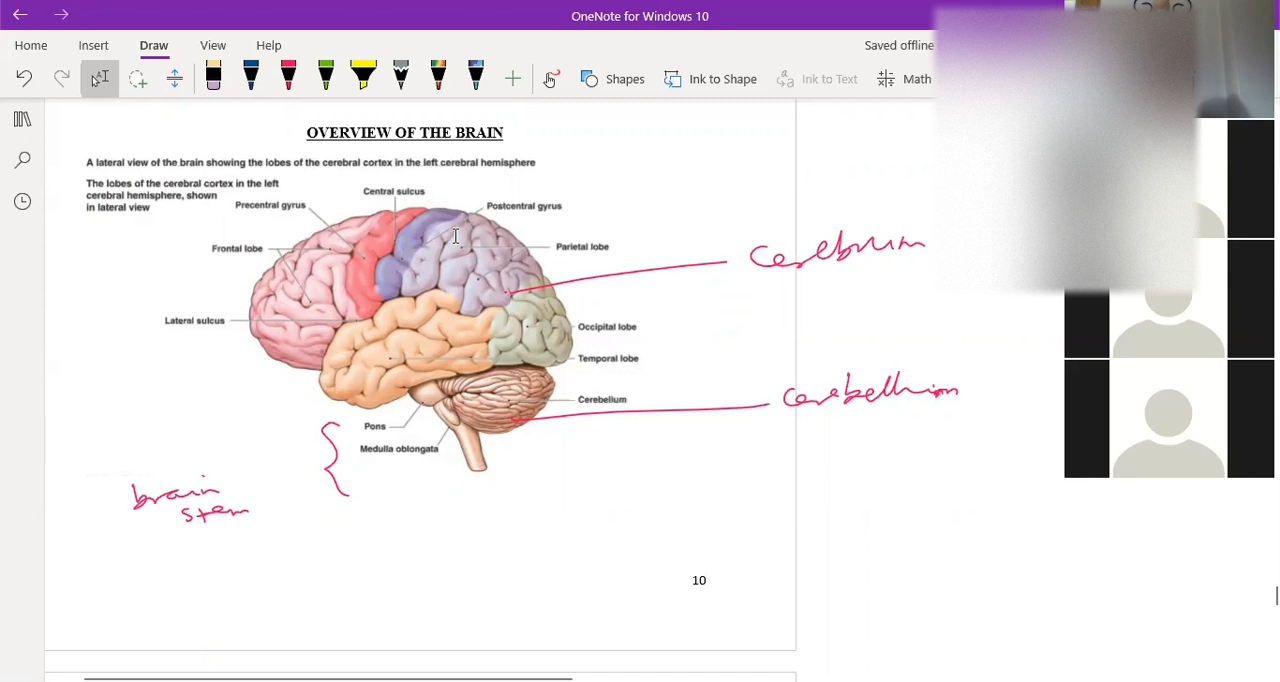 OneNote for Windows 10
Home Insert Draw View Help Saved offline
Shapes Ink to Shape Ink to Text Math
OVERVIEW OF THE BRAIN
A lateral view of the brain showing the lobes of the cerebral cortex in the left cerebral hemisphere
The lobes of the cerebral cortex in the left
cerebral hemisphere, shown
in lateral view
Central sulcus
Precentral gyrus
Postcentral gyrus
Frontal lobe
Parietal lobe
cerebrum
Lateral sulcus
Occipital lobe
Temporal lobe
Cerebellum
cerebellum
Pons
Medulla oblongata
brain
stem
10